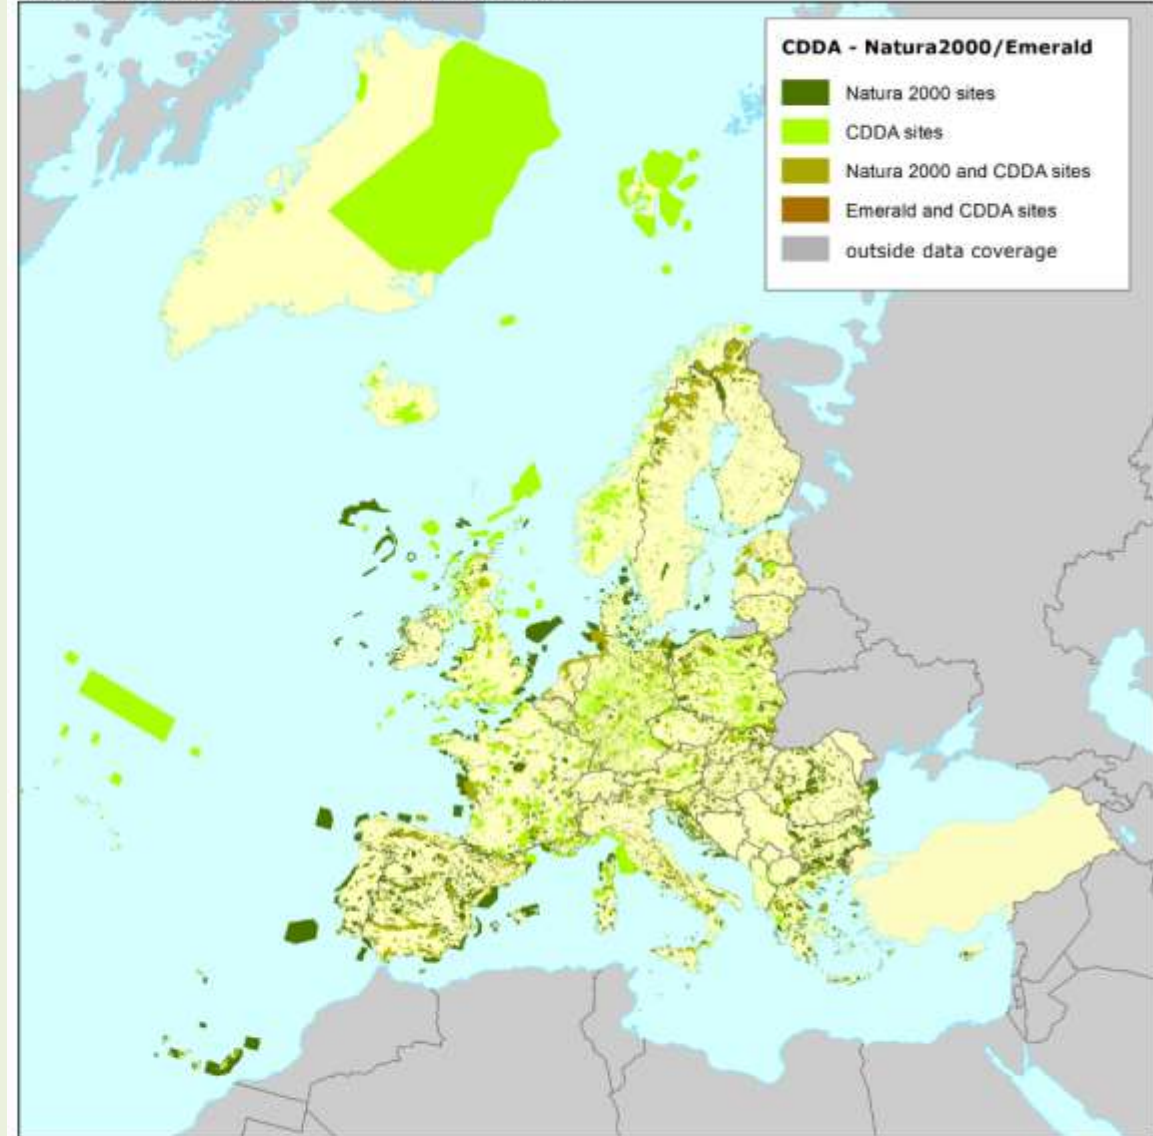 CDDA - Natura2000/Emerald
Natura 2000 sites
CDDA sites
Natura 2000 and CDDA sites
Emerald and CDDA sites
outside data coverage